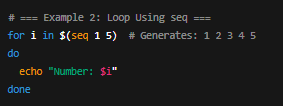 # === Example 2: Loop Using seq ===
for i in $(seq 1 5)  # Generates: 1 2 3 4 5
do
  echo "Number: $i"
done